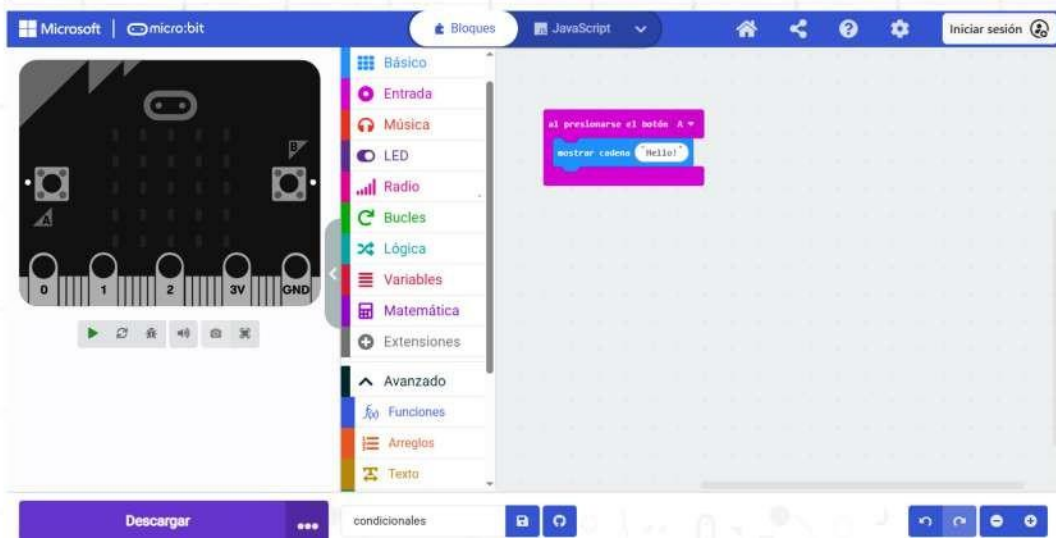 Microsoft | micro:bit Bloques JavaScript Iniciar sesión
Básico
Entrada
Música
LED
Radio
Bucles
Lógica
Variables
Matemática
Extensiones
Avanzado
Funciones
Arreglos
Texto
al presionarse el botón A
mostrar cadena "Hello!"
B
A
0 1 2 3V GND
Descargar ••• condicionales